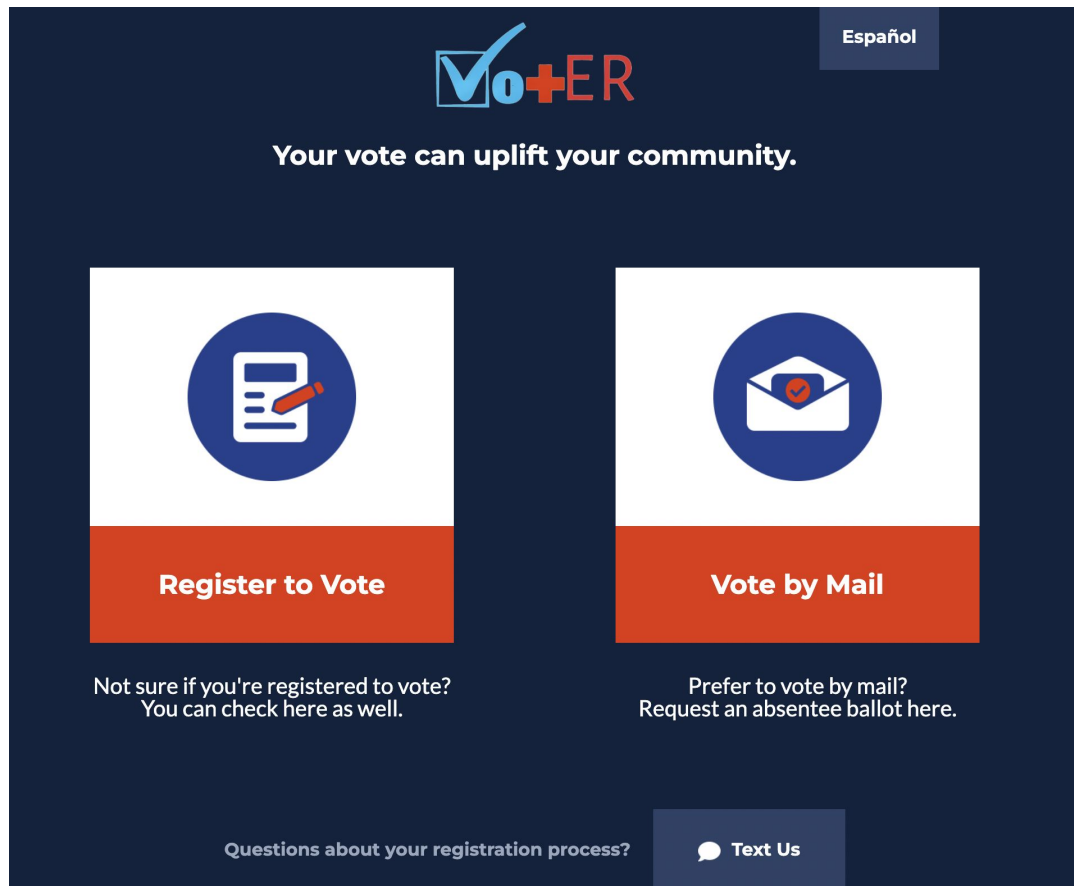 Español
Vo+ER
Your vote can uplift your community.
Register to Vote
Vote by Mail
Not sure if you're registered to vote?
You can check here as well.
Prefer to vote by mail?
Request an absentee ballot here.
Questions about your registration process?
Text Us